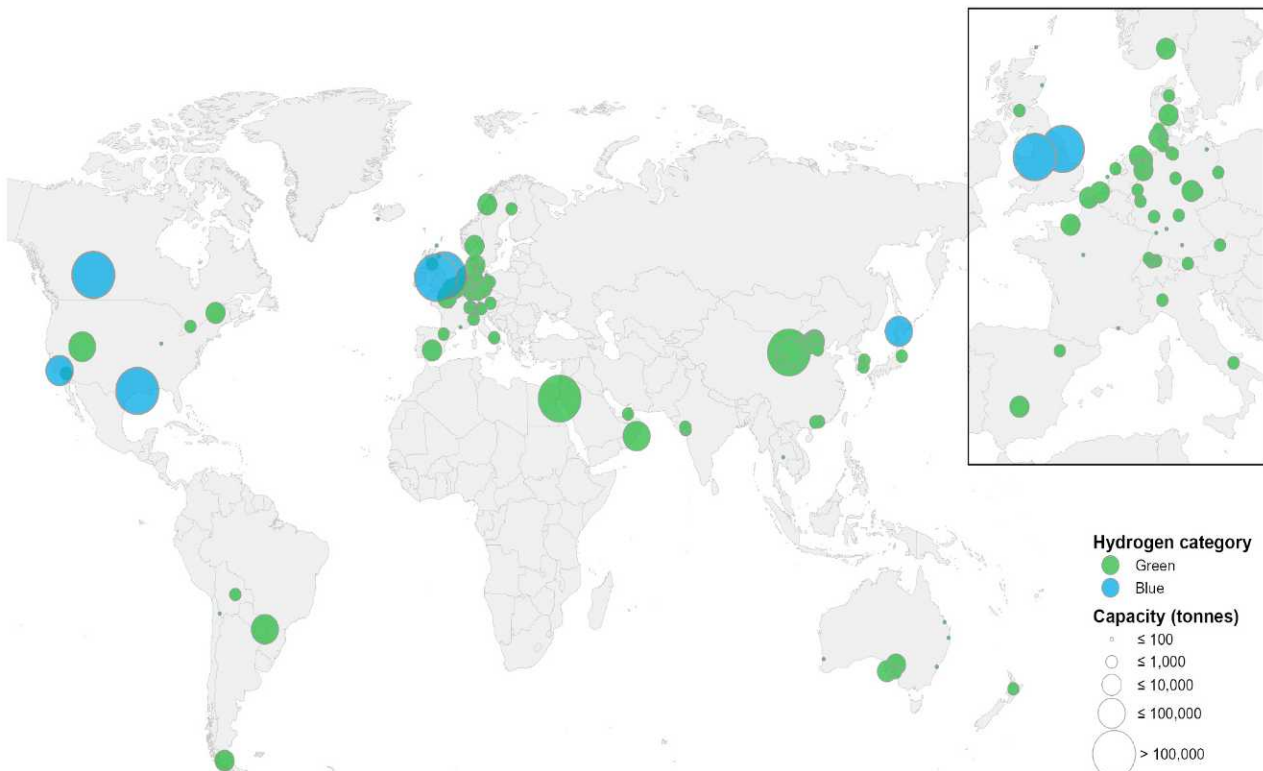 Hydrogen category
Green
Blue
Capacity (tonnes)
≤ 100
≤ 1,000
≤ 10,000
≤ 100,000
> 100,000